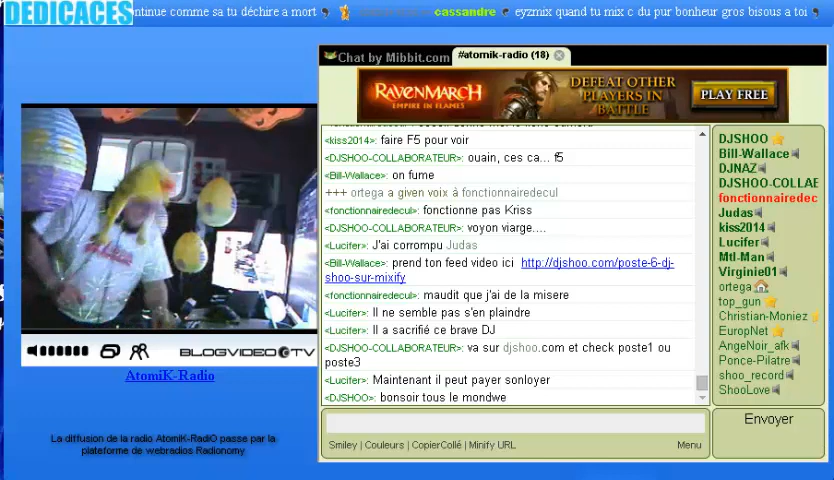 DEDICACES
ntinue comme sa tu déchire a mort
cassandre
eyzmix quand tu mix c du pur bonheur gros bisous a toi
Chat by Mibbit.com
#atomik-radio (18)
RAVENMARCH
EMPIRE IN FLAMES
DEFEAT OTHER
PLAYERS IN
BATTLE
PLAY FREE
<kiss2014>: faire F5 pour voir
<DJSHOO-COLLABORATEUR>: ouain, ces ca... f5
<Bill-Wallace>: on fume
+++ ortega a given voix à fonctionnairedecul
<fonctionnairedecul>: fonctionne pas Kriss
<DJSHOO-COLLABORATEUR>: voyon viarge....
<Lucifer>: J'ai corrompu Judas
<Bill-Wallace>: prend ton feed video ici http://djshoo.com/poste-6-dj-
shoo-sur-mixify
<fonctionnairedecul>: maudit que j'ai de la misere
<Lucifer>: Il ne semble pas s'en plaindre
<Lucifer>: Il a sacrifié ce brave DJ
<DJSHOO-COLLABORATEUR>: va sur djshoo.com et check poste1 ou
poste3
<Lucifer>: Maintenant il peut payer sonloyer
<DJSHOO>: bonsoir tous le mondwe
DJSHOO
Bill-Wallace
DJNAZ
DJSHOO-COLLAE
fonctionnairedec
Judas
kiss2014
Lucifer
Mtl-Man
Virginie01
ortega
top_gun
Christian-Moniez
EuropNet
AngeNoir_afk
Ponce-Pilatre
shoo_record
ShooLove
Envoyer
Smiley | Couleurs | CopierCollé | Minify URL
Menu
BLOGVIDEO TV
AtomiK-Radio
La diffusion de la radio AtomiK-RadiO passe par la
plateforme de webradios Radionomy